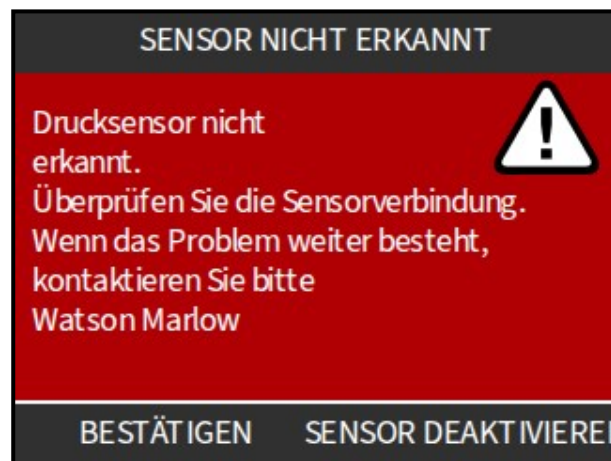 SENSOR NICHT ERKANNT
Drucksensor nicht
erkannt.
Überprüfen Sie die Sensorverbindung.
Wenn das Problem weiter besteht,
kontaktieren Sie bitte
Watson Marlow
BESTÄTIGEN SENSOR DEAKTIVIEREN